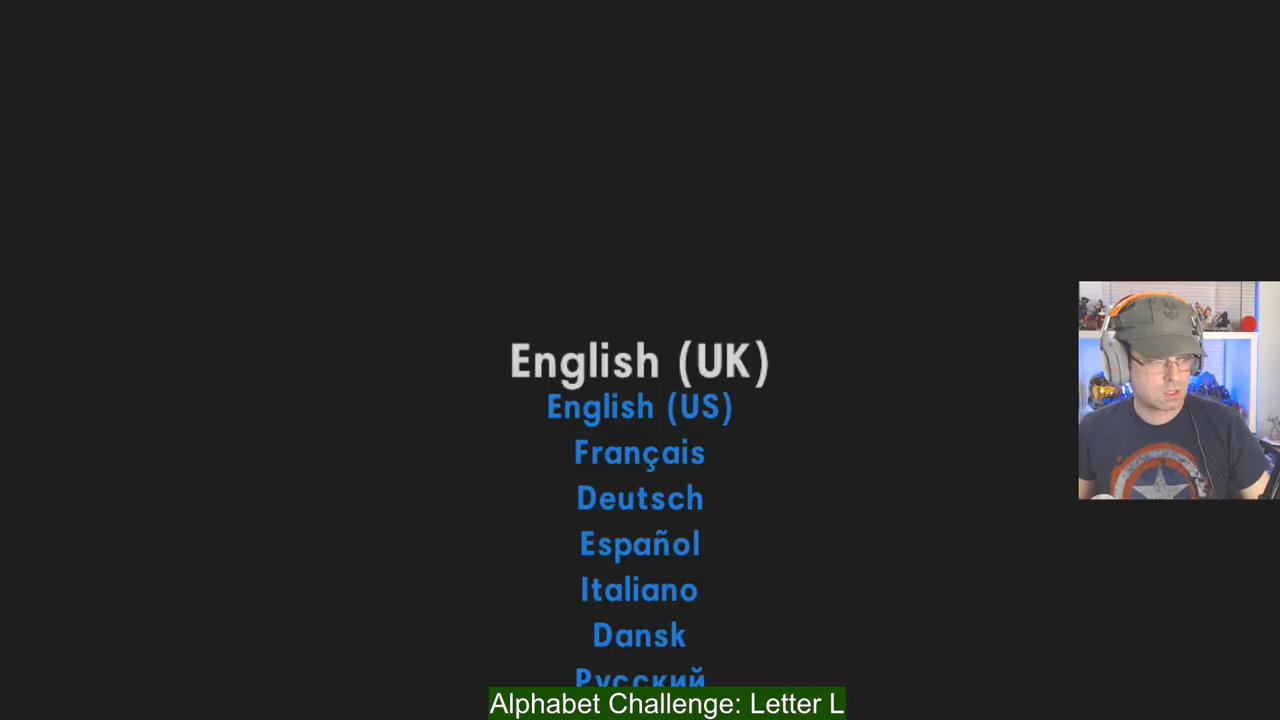 English (UK)
English (US)
Français
Deutsch
Español
Italiano
Dansk
Русский
Alphabet Challenge: Letter L